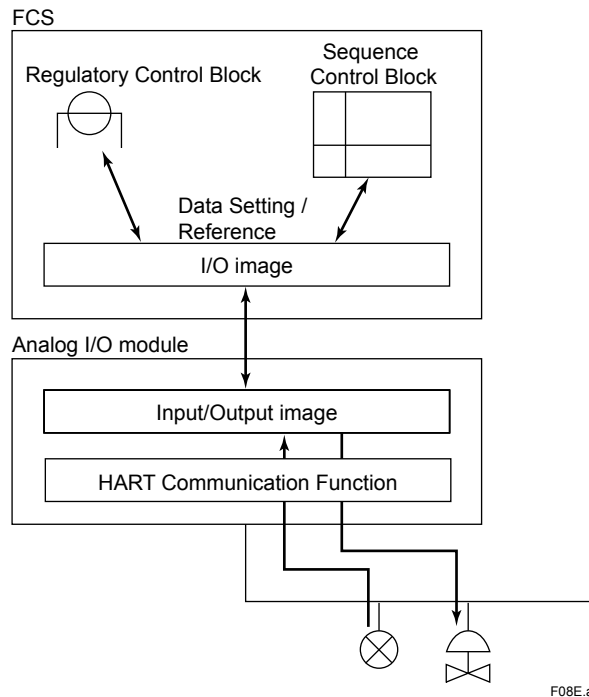 FCS
Regulatory Control Block
Sequence
Control Block
Data Setting /
Reference
I/O image
Analog I/O module
Input/Output image
HART Communication Function
F08E.a